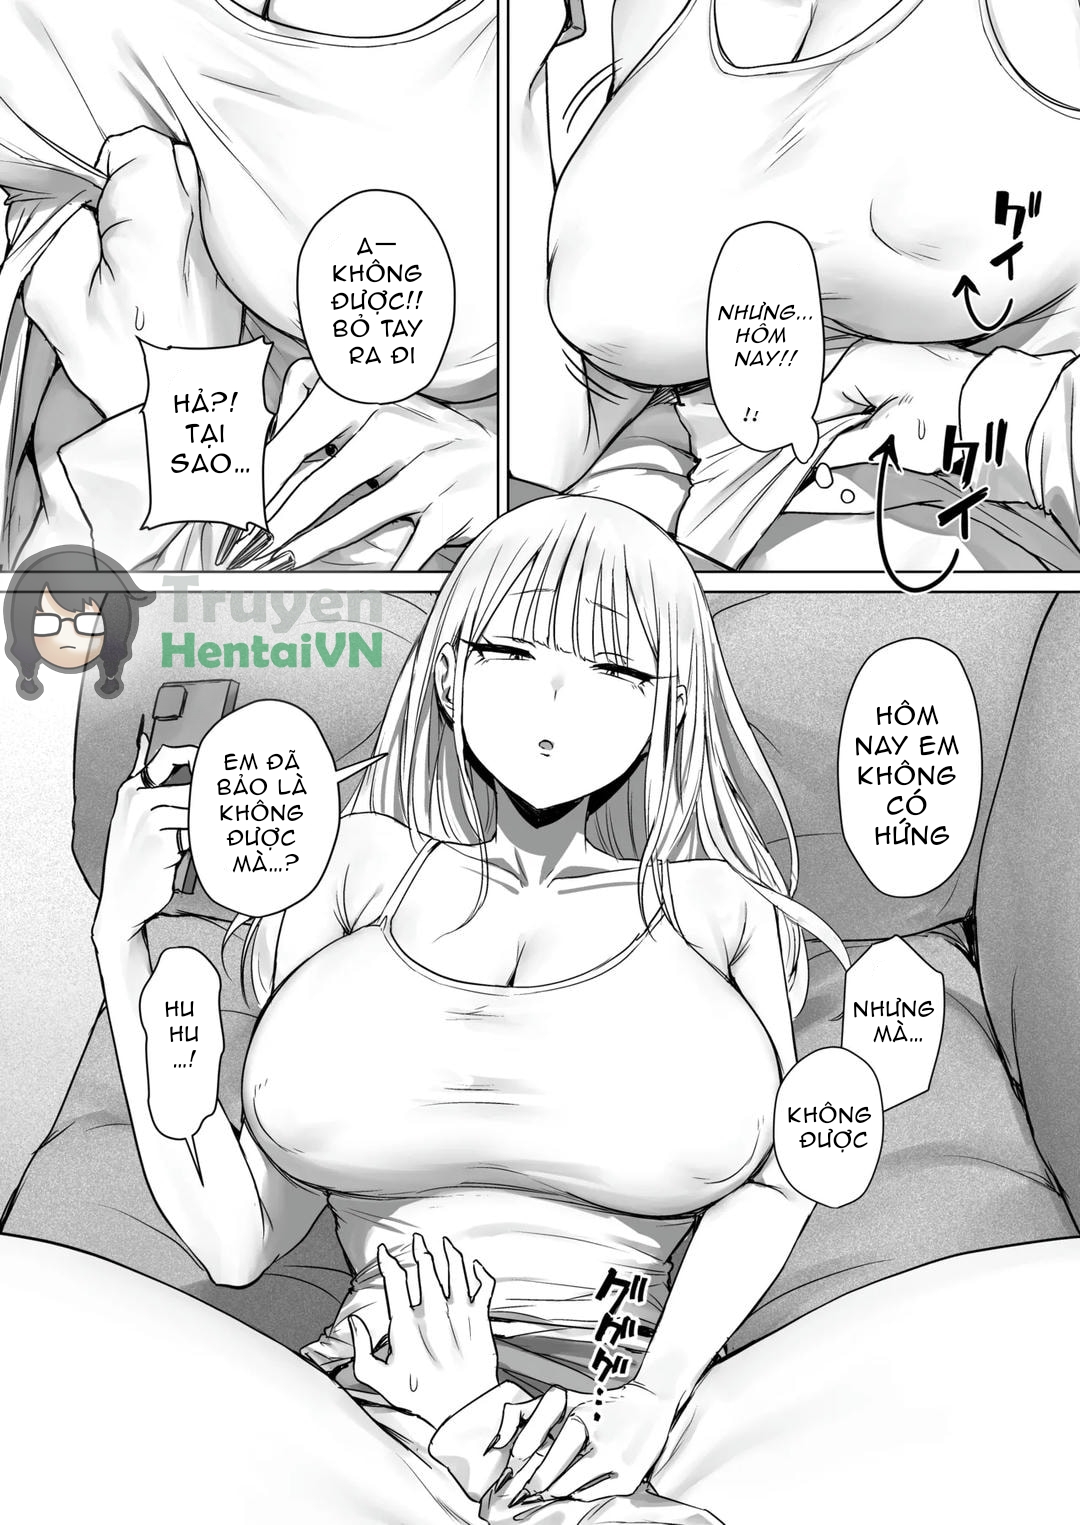 A—
KHÔNG
ĐƯỢC!!
BỎ TAY
RA ĐI
HẢ?!
TẠI
SAO...
NHƯNG...
HÔM
NAY!!
!!
グイ
グイ
Truyen
HentaiVN
EM ĐÃ
BẢO LÀ
KHÔNG
ĐƯỢC
MÀ...?
HÔM
NAY EM
KHÔNG
CÓ
HỨNG
HU
HU
...!
NHƯNG
MÀ...
KHÔNG
ĐƯỢC
グググ...